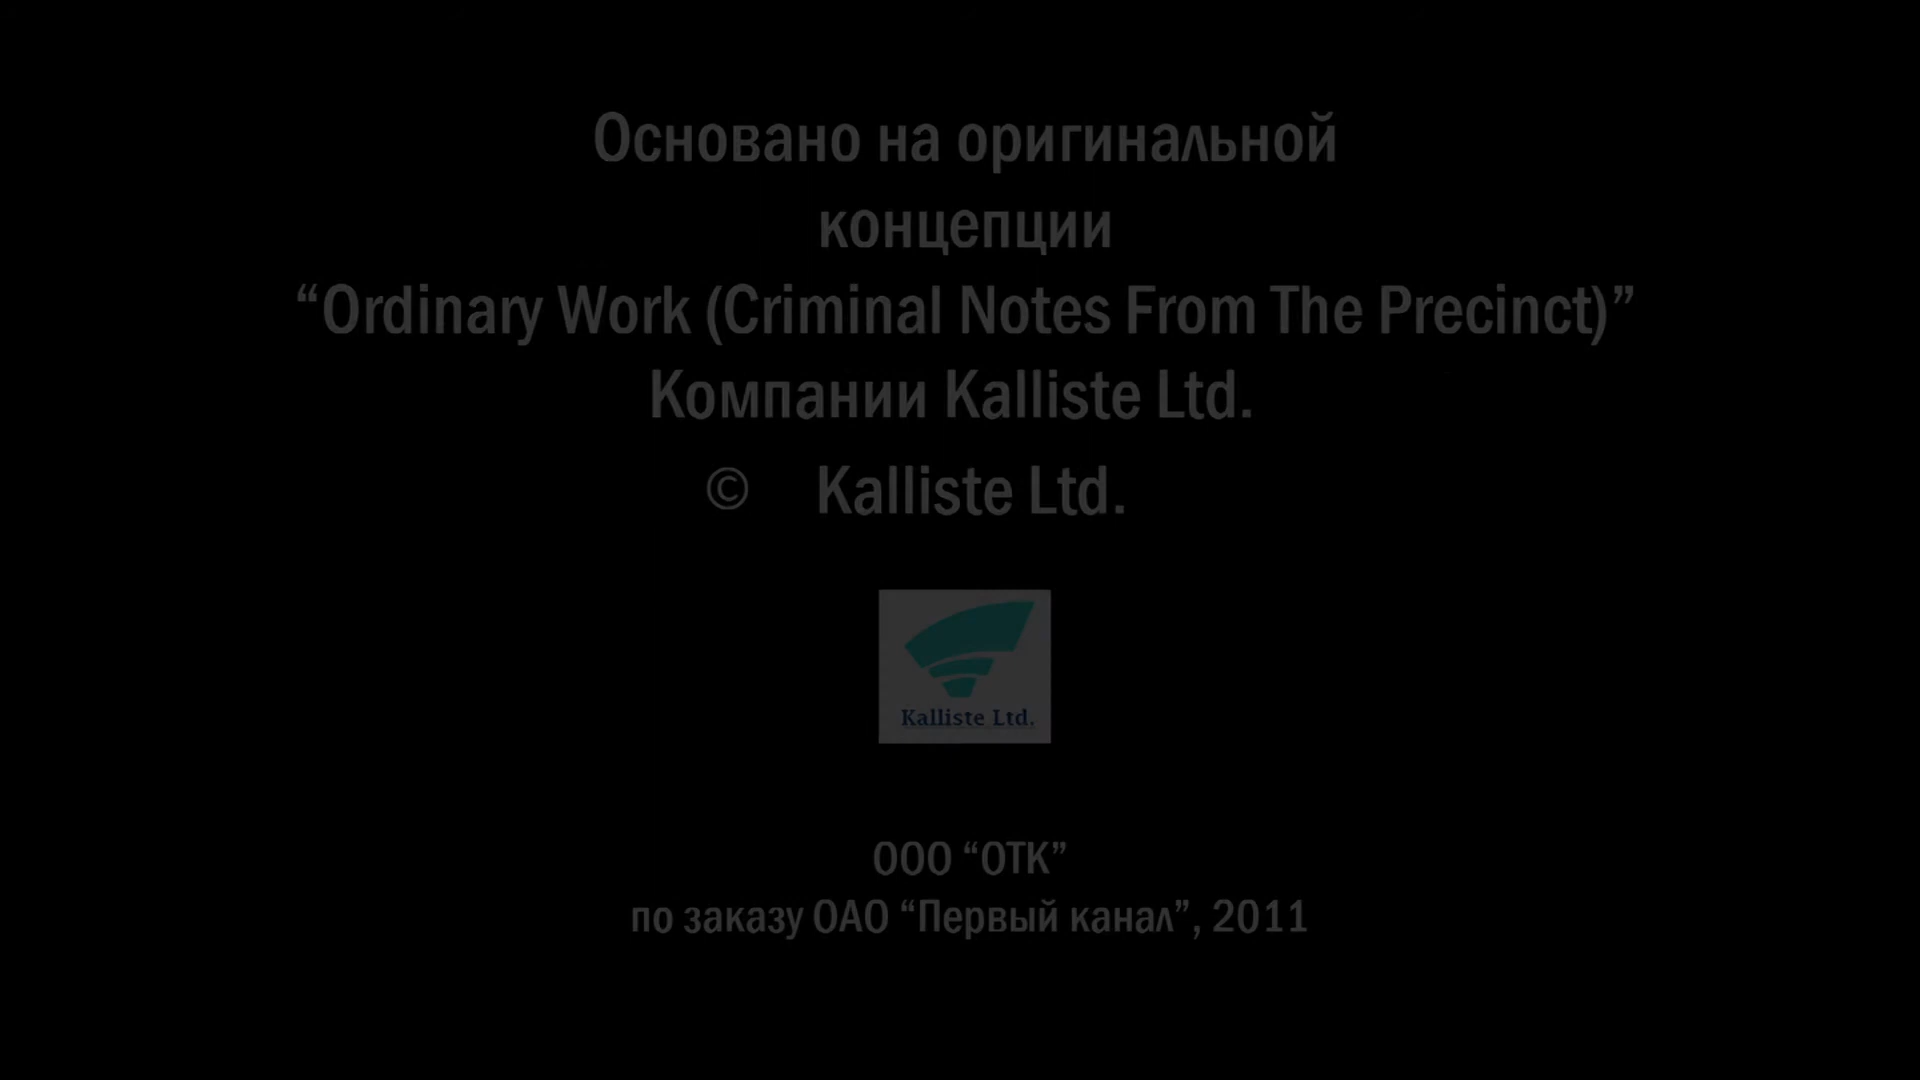 Основано на оригинальной
концепции
“Ordinary Work (Criminal Notes From The Precinct)”
Компании Kalliste Ltd.
© Kalliste Ltd.
Kalliste Ltd.
ООО “ОТК”
по заказу ОАО “Первый канал”, 2011